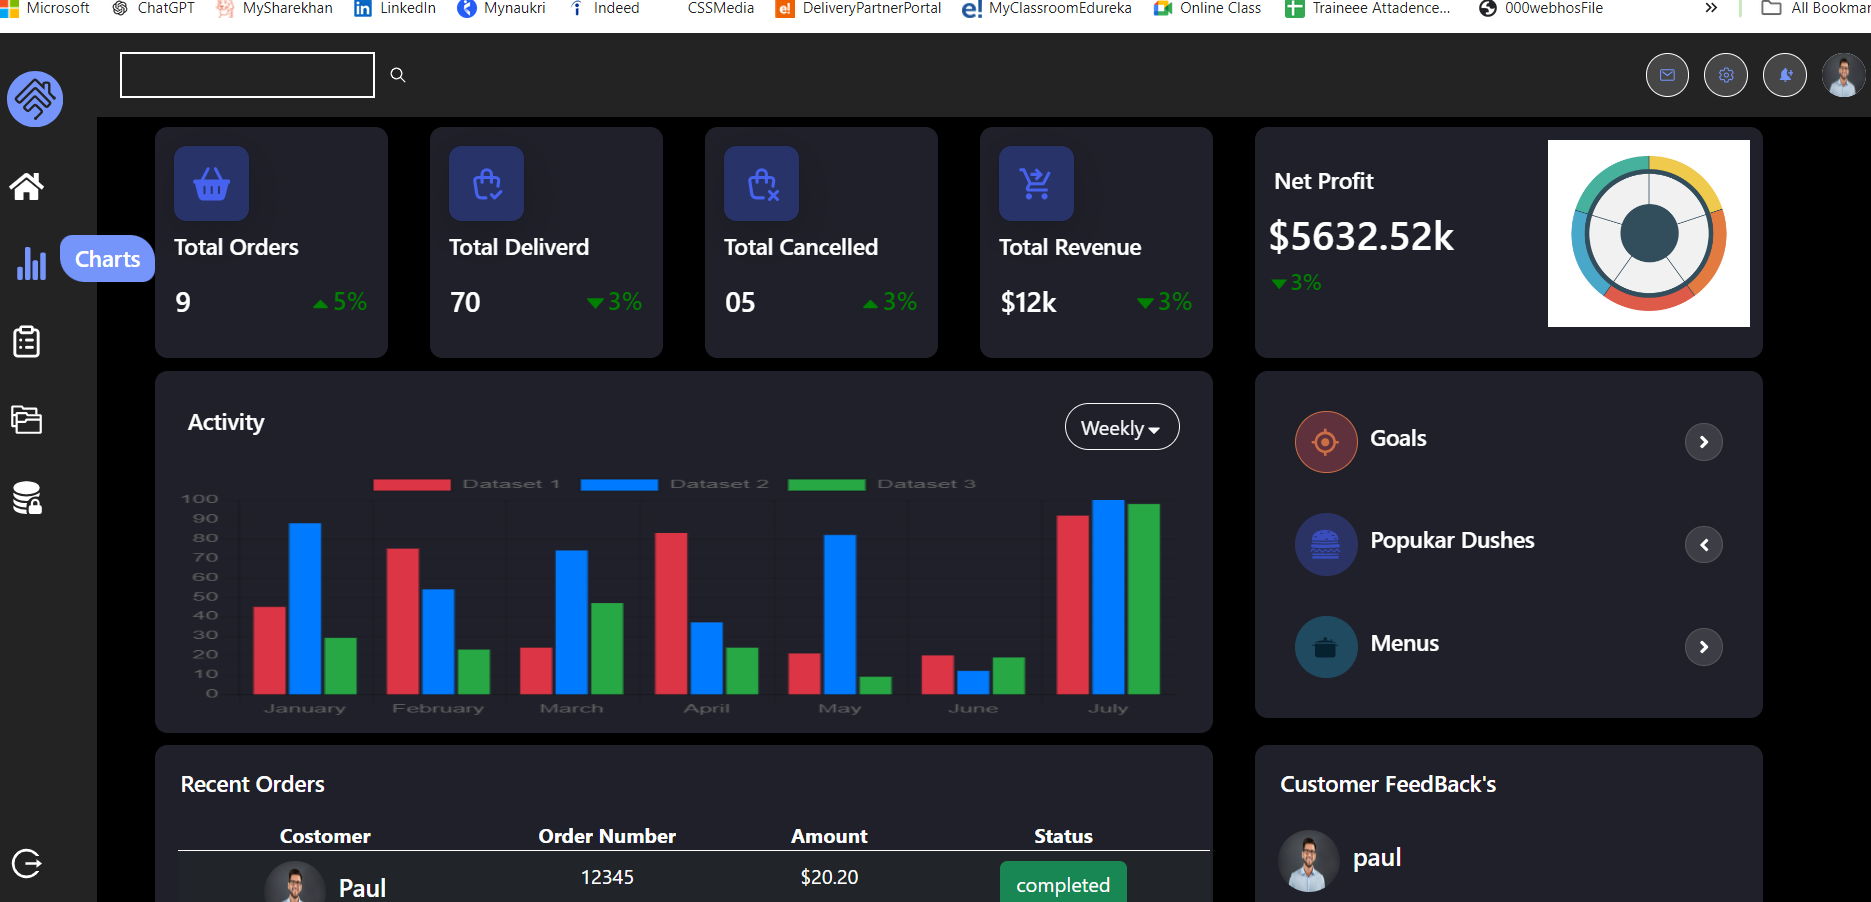 Microsoft ChatGPT MySharekhan LinkedIn Mynaukri Indeed CSSMedia DeliveryPartnerPortal MyClassroomEdureka Online Class Traineee Attadence... 000webhosFile » All Bookmar
Total Orders
9 5%
Total Deliverd
70 3%
Total Cancelled
05 3%
Total Revenue
$12k 3%
Net Profit
$5632.52k
3%
Charts
Activity
Weekly
Dataset 1 Dataset 2 Dataset 3
100
90
80
70
60
50
40
30
20
10
0
January February March April May June July
Goals
Popukar Dushes
Menus
Recent Orders
Costomer Order Number Amount Status
Paul 12345 $20.20 completed
Customer FeedBack's
paul